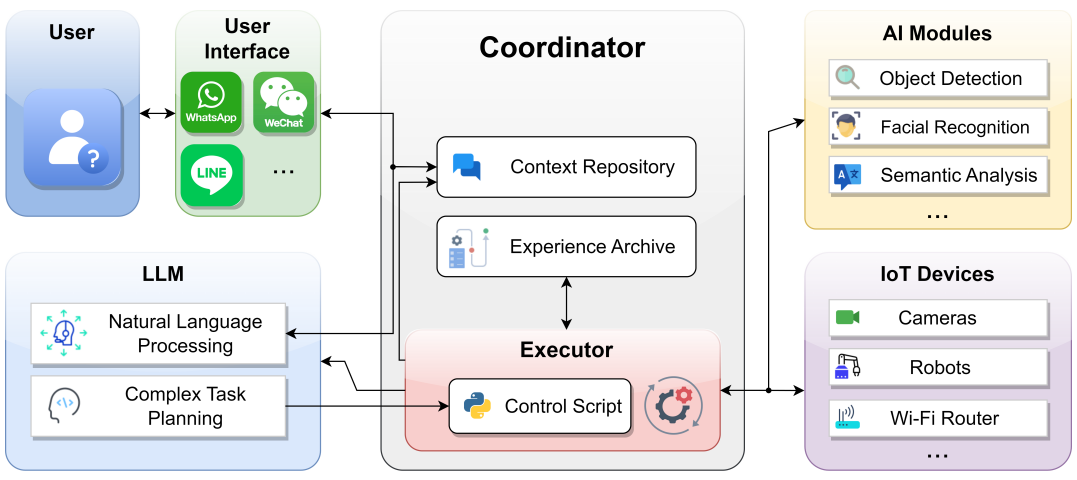 User
?
User
Interface
WhatsApp
WeChat
LINE
...
LLM
Natural Language
Processing
Complex Task
Planning
Coordinator
Context Repository
Experience Archive
Executor
Control Script
AI Modules
Object Detection
Facial Recognition
Semantic Analysis
...
IoT Devices
Cameras
Robots
Wi-Fi Router
...